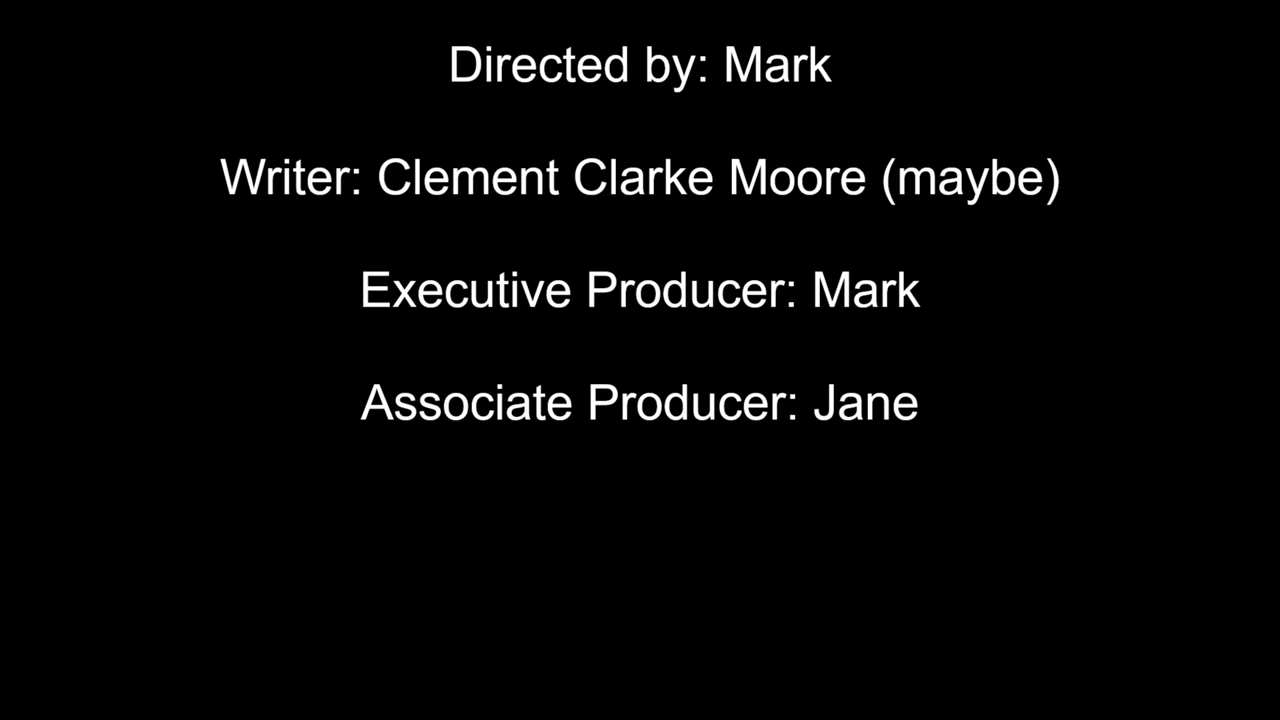 Directed by: Mark
Writer: Clement Clarke Moore (maybe)
Executive Producer: Mark
Associate Producer: Jane